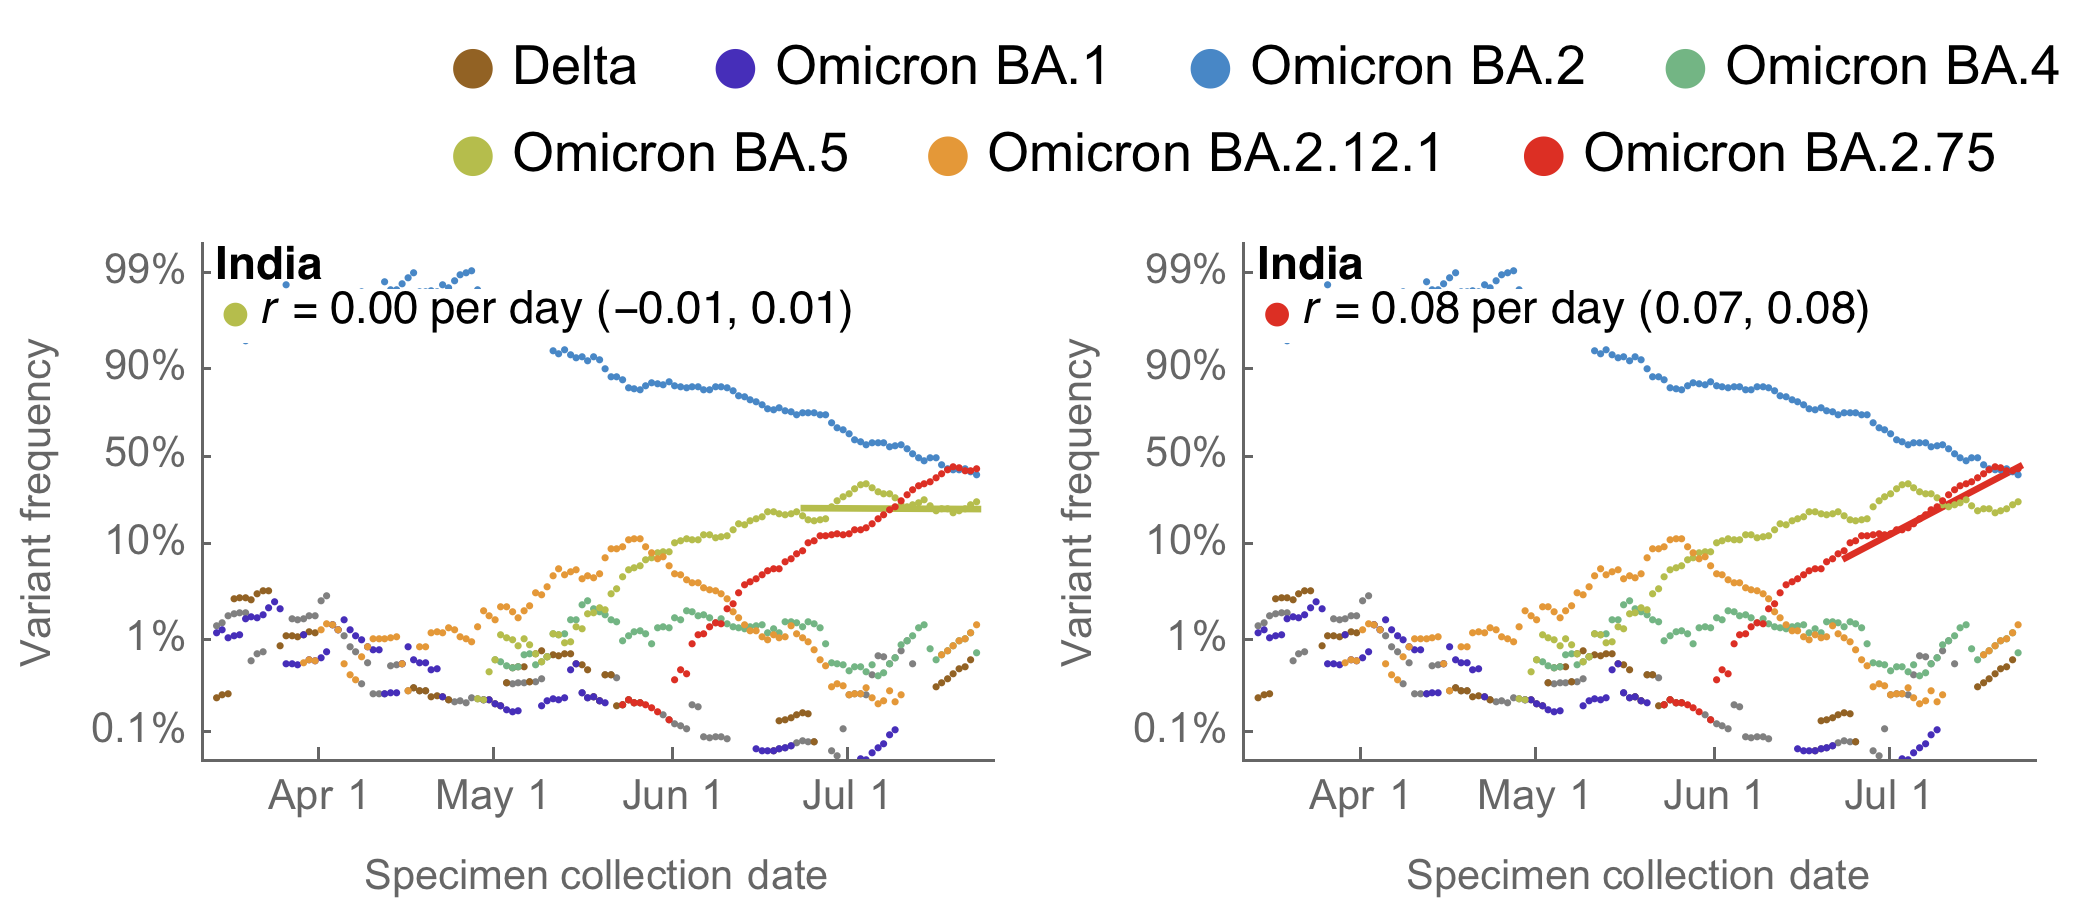 Delta Omicron BA.1 Omicron BA.2 Omicron BA.4
Omicron BA.5 Omicron BA.2.12.1 Omicron BA.2.75
India
r = 0.00 per day (−0.01, 0.01)
99%
90%
50%
10%
1%
0.1%
Variant frequency
Apr 1 May 1 Jun 1 Jul 1
Specimen collection date
India
r = 0.08 per day (0.07, 0.08)
99%
90%
50%
10%
1%
0.1%
Variant frequency
Apr 1 May 1 Jun 1 Jul 1
Specimen collection date